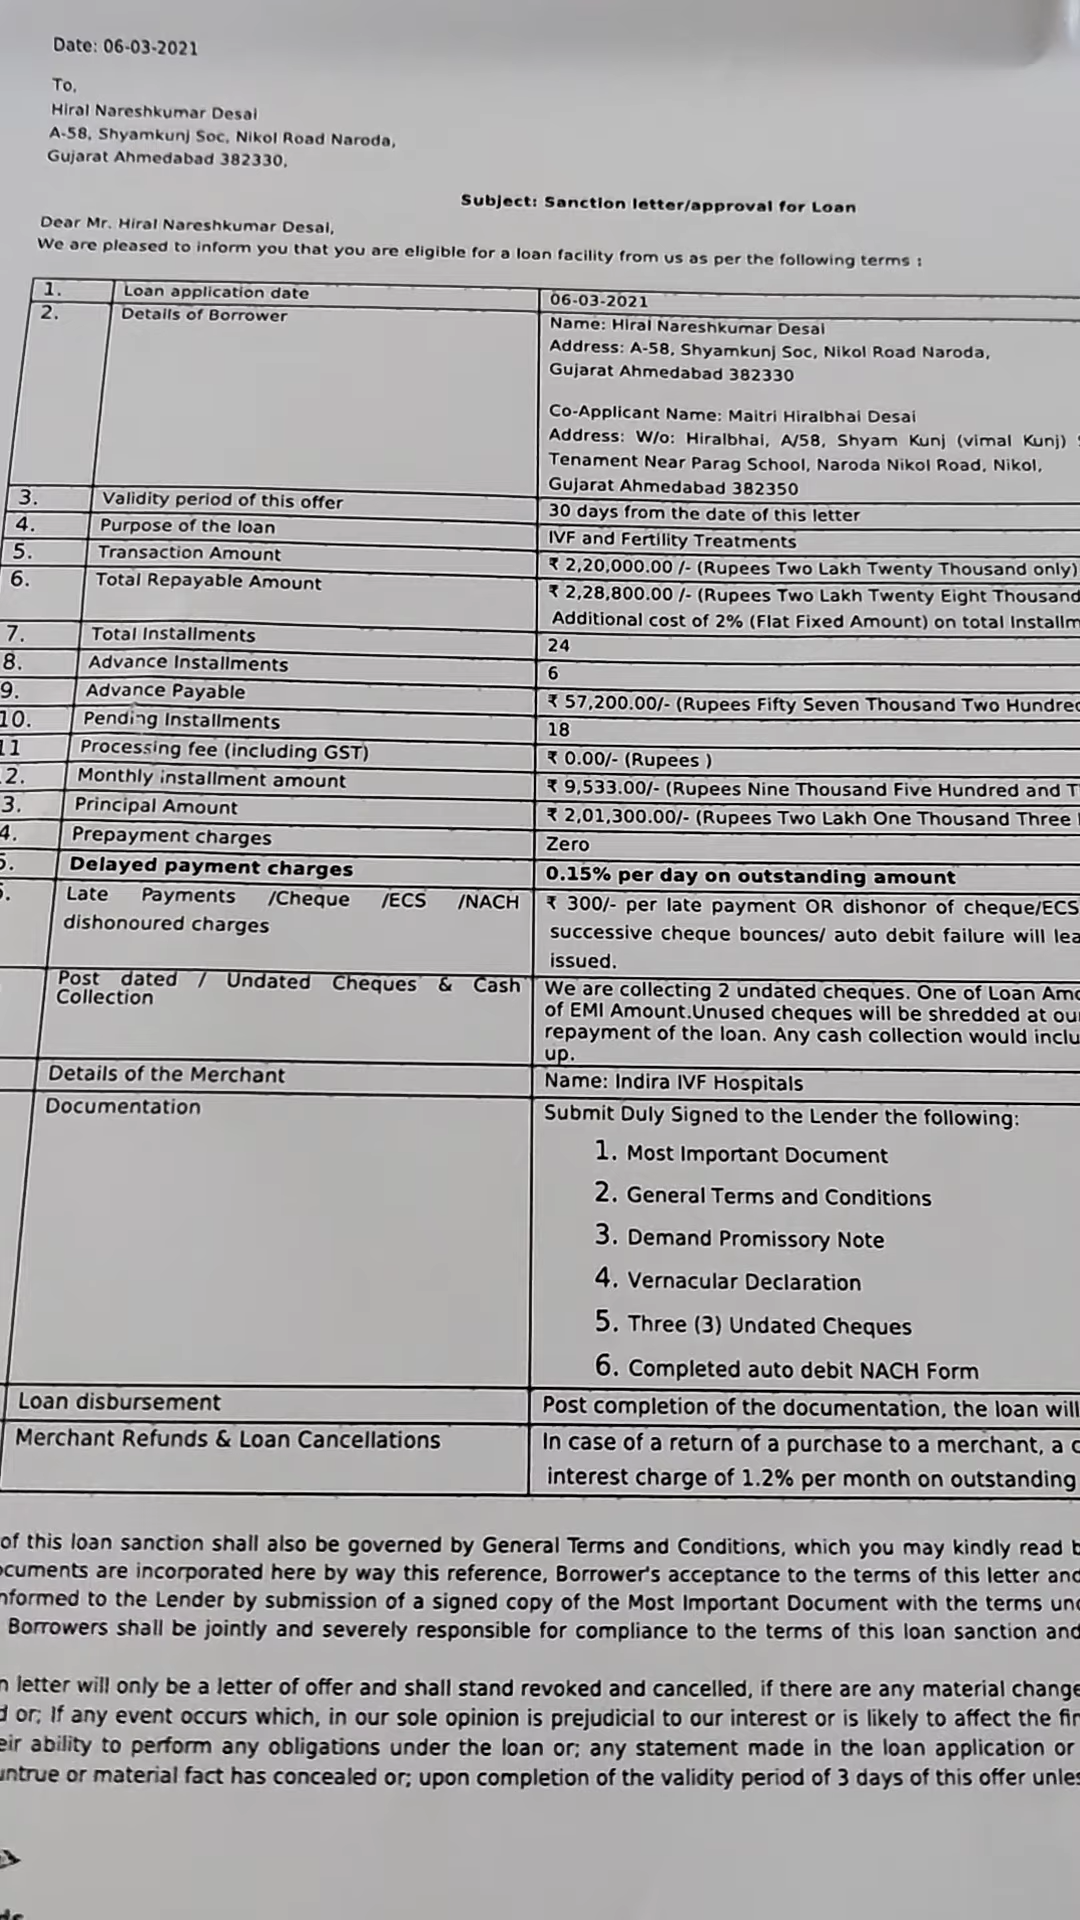 Date: 06-03-2021
To,
Hiral Nareshkumar Desai
A-58, Shyamkunj Soc, Nikol Road Naroda,
Gujarat Ahmedabad 382330,
Subject: Sanction letter/approval for Loan
Dear Mr. Hiral Nareshkumar Desai,
We are pleased to inform you that you are eligible for a loan facility from us as per the following terms :
1. Loan application date 06-03-2021
2. Details of Borrower Name: Hiral Nareshkumar Desai
Address: A-58, Shyamkunj Soc, Nikol Road Naroda,
Gujarat Ahmedabad 382330
Co-Applicant Name: Maitri Hiralbhai Desai
Address: W/o: Hiralbhai, A/58, Shyam Kunj (vimal Kunj)
Tenament Near Parag School, Naroda Nikol Road, Nikol,
Gujarat Ahmedabad 382350
3. Validity period of this offer 30 days from the date of this letter
4. Purpose of the loan IVF and Fertility Treatments
5. Transaction Amount ₹ 2,20,000.00 /- (Rupees Two Lakh Twenty Thousand only)
6. Total Repayable Amount ₹ 2,28,800.00 /- (Rupees Two Lakh Twenty Eight Thousand
Additional cost of 2% (Flat Fixed Amount) on total Installm
7. Total Installments 24
8. Advance Installments 6
9. Advance Payable ₹ 57,200.00/- (Rupees Fifty Seven Thousand Two Hundred
10. Pending Installments 18
11 Processing fee (including GST) ₹ 0.00/- (Rupees )
2. Monthly installment amount ₹ 9,533.00/- (Rupees Nine Thousand Five Hundred and T
3. Principal Amount ₹ 2,01,300.00/- (Rupees Two Lakh One Thousand Three
4. Prepayment charges Zero
5. Delayed payment charges 0.15% per day on outstanding amount
Late Payments /Cheque /ECS /NACH ₹ 300/- per late payment OR dishonor of cheque/ECS
dishonoured charges successive cheque bounces/ auto debit failure will lea
issued.
Post dated / Undated Cheques & Cash We are collecting 2 undated cheques. One of Loan Amo
Collection of EMI Amount.Unused cheques will be shredded at our
repayment of the loan. Any cash collection would inclu
up.
Details of the Merchant Name: Indira IVF Hospitals
Documentation Submit Duly Signed to the Lender the following:
1. Most Important Document
2. General Terms and Conditions
3. Demand Promissory Note
4. Vernacular Declaration
5. Three (3) Undated Cheques
6. Completed auto debit NACH Form
Loan disbursement Post completion of the documentation, the loan will
Merchant Refunds & Loan Cancellations In case of a return of a purchase to a merchant, a c
interest charge of 1.2% per month on outstanding
of this loan sanction shall also be governed by General Terms and Conditions, which you may kindly read b
ocuments are incorporated here by way this reference, Borrower's acceptance to the terms of this letter and
nformed to the Lender by submission of a signed copy of the Most Important Document with the terms und
Borrowers shall be jointly and severely responsible for compliance to the terms of this loan sanction and
n letter will only be a letter of offer and shall stand revoked and cancelled, if there are any material change
d or; If any event occurs which, in our sole opinion is prejudicial to our interest or is likely to affect the fin
eir ability to perform any obligations under the loan or; any statement made in the loan application or
untrue or material fact has concealed or; upon completion of the validity period of 3 days of this offer unles